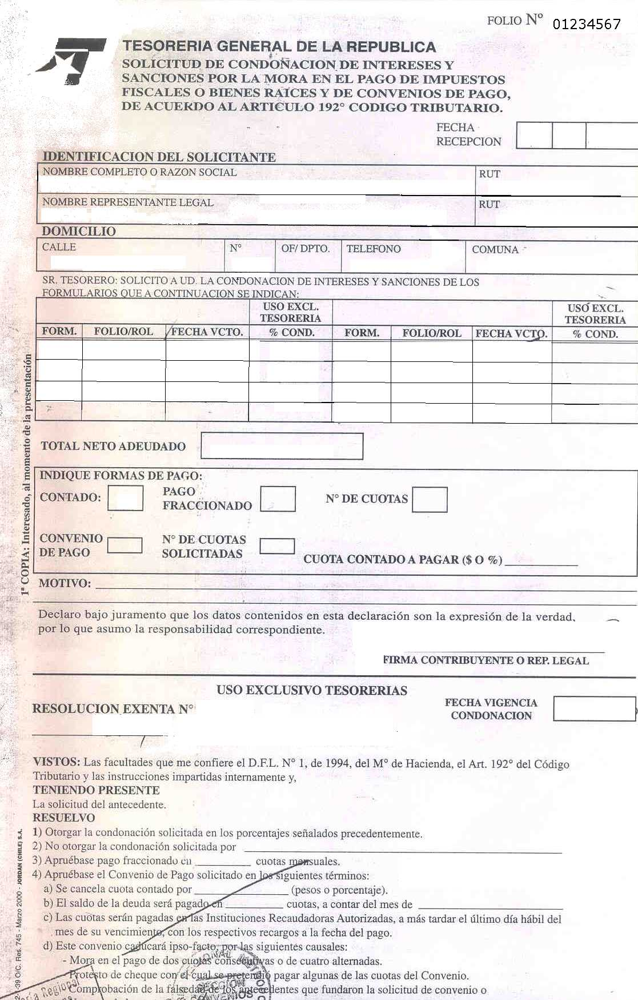 FOLIO Nº 01234567
TESORERIA GENERAL DE LA REPUBLICA
SOLICITUD DE CONDOÑACION DE INTERESES Y
SANCIONES POR LA MORA EN EL PAGO DE IMPUESTOS
FISCALES O BIENES RAÍCES Y DE CONVENIOS DE PAGO,
DE ACUERDO AL ARTICULO 192° CODIGO TRIBUTARIO.
FECHA
RECEPCION
IDENTIFICACION DEL SOLICITANTE
NOMBRE COMPLETO O RAZON SOCIAL RUT
NOMBRE REPRESENTANTE LEGAL RUT
DOMICILIO
CALLE N° OF/ DPTO. TELEFONO COMUNA
SR. TESORERO: SOLICITO A UD. LA CONDONACION DE INTERESES Y SANCIONES DE LOS
FORMULARIOS QUE A CONTINUACION SE INDICAN:
USO EXCL. USO EXCL.
TESORERIA TESORERIA
FORM. FOLIO/ROL FECHA VCTO. % COND. FORM. FOLIO/ROL FECHA VCTO. % COND.
TOTAL NETO ADEUDADO
INDIQUE FORMAS DE PAGO:
CONTADO: PAGO FRACCIONADO N° DE CUOTAS
CONVENIO DE PAGO N° DE CUOTAS SOLICITADAS CUOTA CONTADO A PAGAR ($ O %)
MOTIVO:
Declaro bajo juramento que los datos contenidos en esta declaración son la expresión de la verdad,
por lo que asumo la responsabilidad correspondiente.
FIRMA CONTRIBUYENTE O REP. LEGAL
USO EXCLUSIVO TESORERIAS
RESOLUCION EXENTA N° FECHA VIGENCIA CONDONACION
VISTOS: Las facultades que me confiere el D.F.L. N° 1, de 1994, del M° de Hacienda, el Art. 192° del Código
Tributario y las instrucciones impartidas internamente y,
TENIENDO PRESENTE
La solicitud del antecedente.
RESUELVO
1) Otorgar la condonación solicitada en los porcentajes señalados precedentemente.
2) No otorgar la condonación solicitada por
3) Apruébase pago fraccionado en cuotas mensuales.
4) Apruébase el Convenio de Pago solicitado en los siguientes términos:
a) Se cancela cuota contado por (pesos o porcentaje).
b) El saldo de la deuda será pagado en cuotas, a contar del mes de
c) Las cuotas serán pagadas en las Instituciones Recaudadoras Autorizadas, a más tardar el último día hábil del
mes de su vencimiento, con los respectivos recargos a la fecha del pago.
d) Este convenio caducará ipso-facto, por las siguientes causales:
- Mora en el pago de dos cuotas consecutivas o de cuatro alternadas.
- Protesto de cheque con el cual se pretendió pagar algunas de las cuotas del Convenio.
Comprobación de la falsedad de los antecedentes que fundaron la solicitud de convenio o
1ª COPIA: Interesado, al momento de la presentación
-39 O/C. Res. 745 - Marzo 2000 - JORDAN (CHILE) S.A.
Regional
SECCION
CONVENIOS